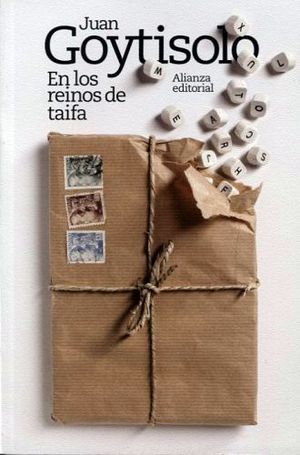 Juan
Goytisolo
En los
reinos de
taifa
Alianza
editorial